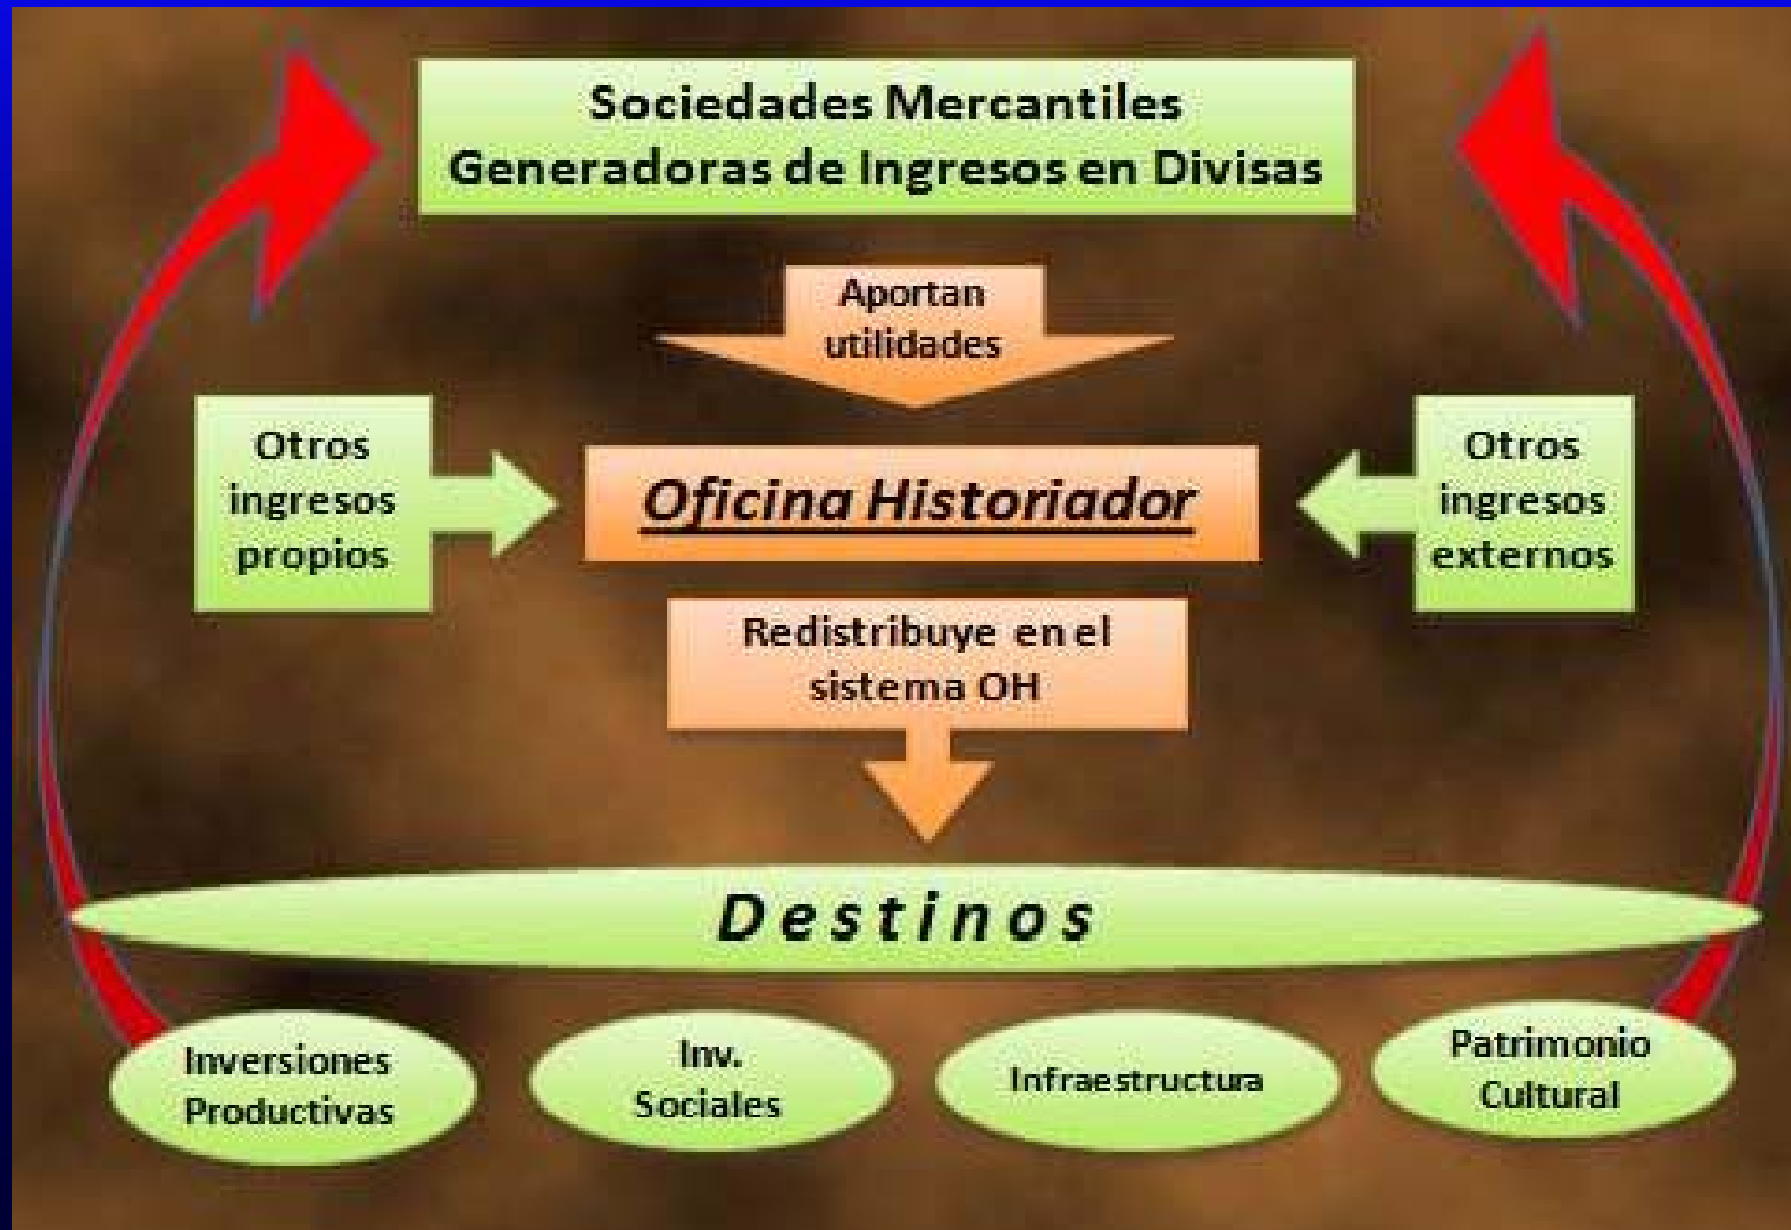 Sociedades Mercantiles
Generadoras de Ingresos en Divisas
Aportan
utilidades
Otros
ingresos
propios
Oficina Historiador
Otros
ingresos
externos
Redistribuye en el
sistema OH
Destinos
Inversiones
Productivas
Inv.
Sociales
Infraestructura
Patrimonio
Cultural